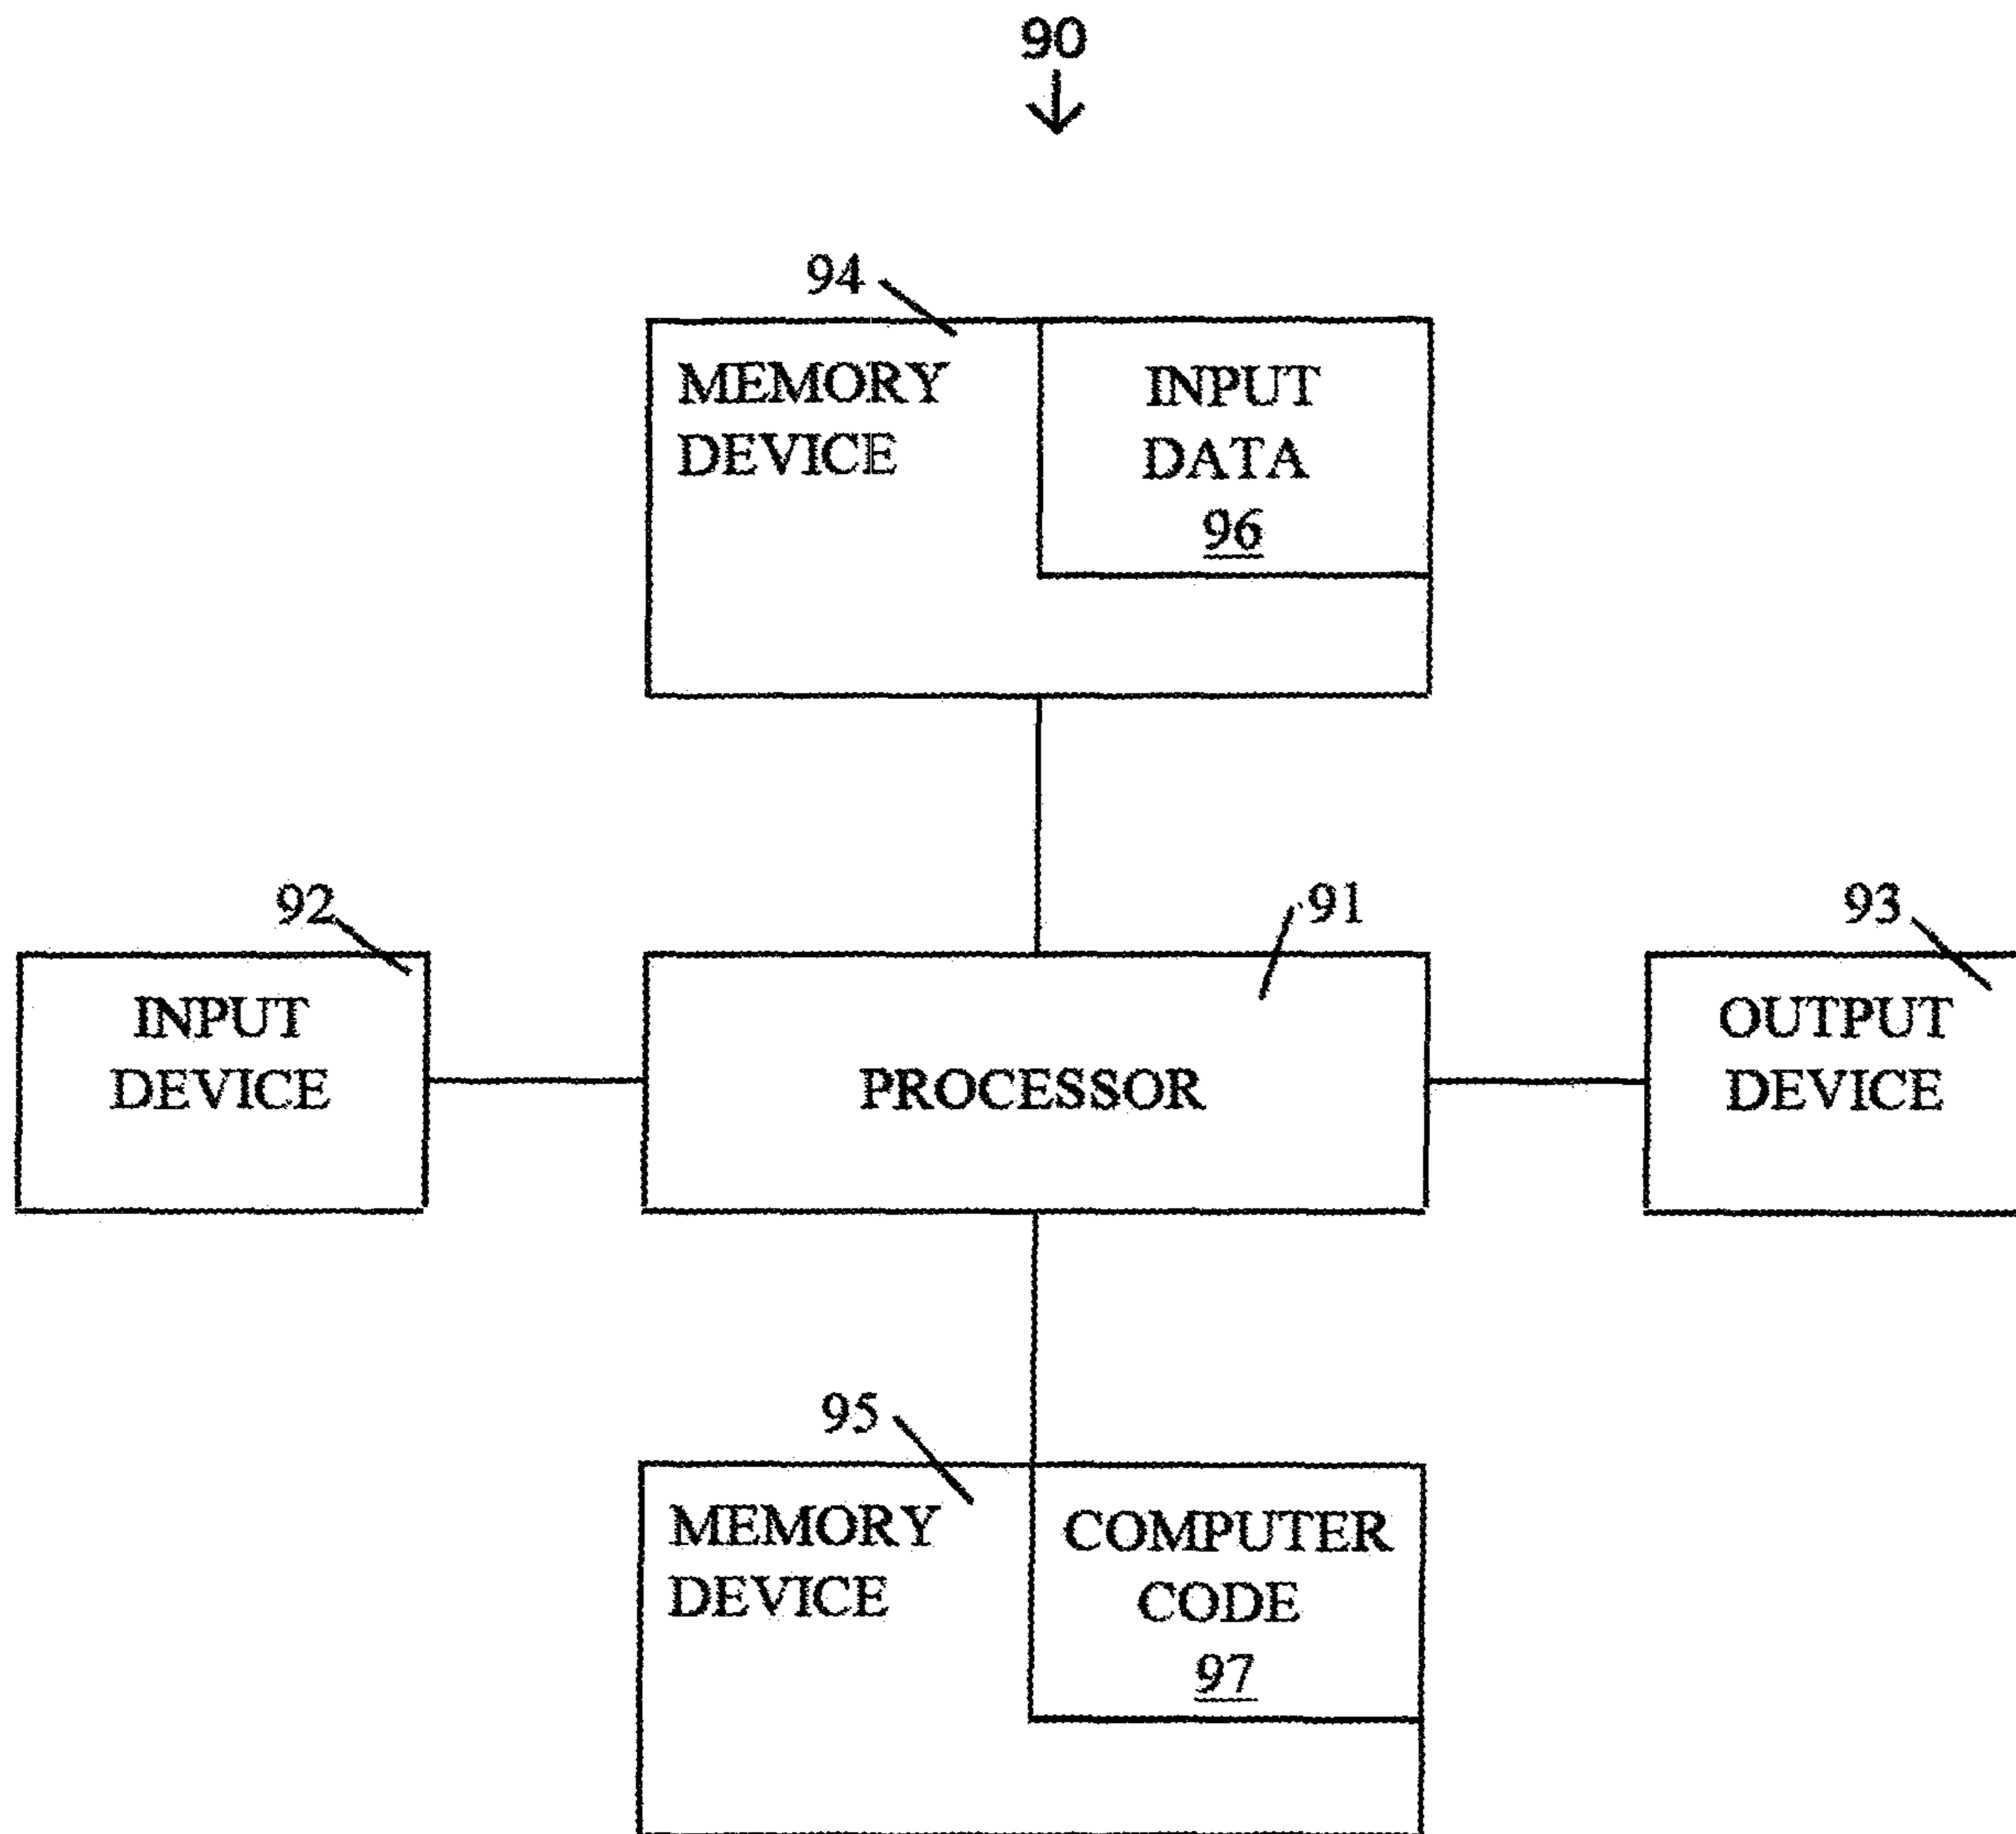 90
94
MEMORY
DEVICE
INPUT
DATA
96
92
91
93
INPUT
DEVICE
PROCESSOR
OUTPUT
DEVICE
95
MEMORY
DEVICE
COMPUTER
CODE
97